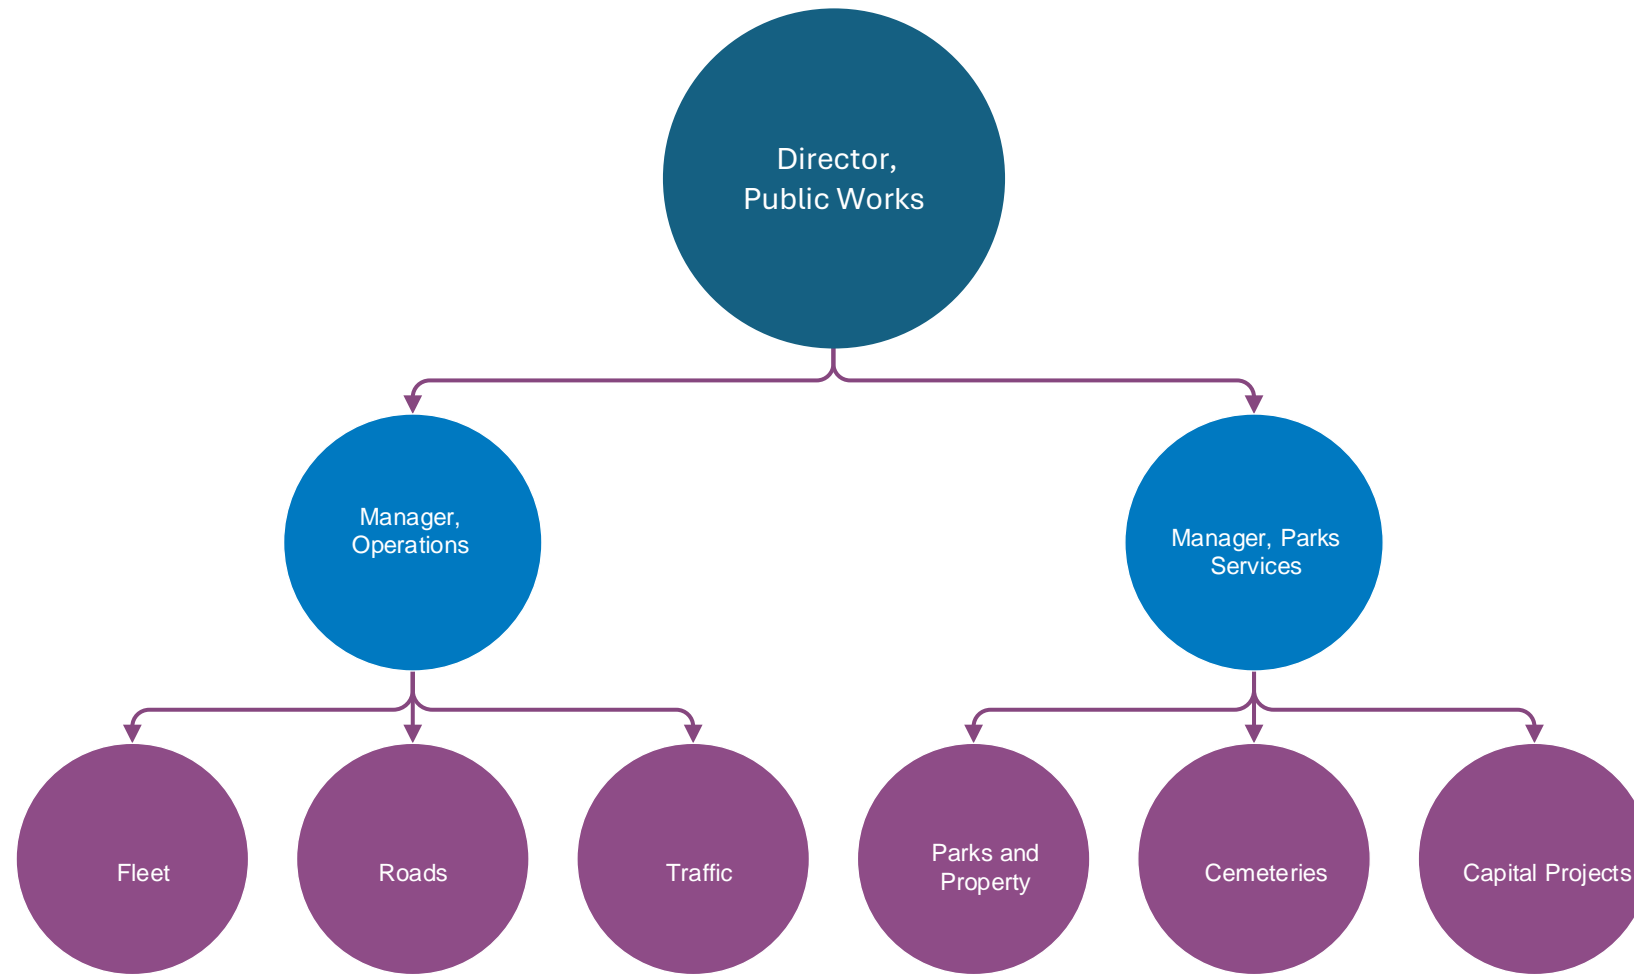 Director,
Public Works
Manager,
Operations
Manager, Parks
Services
Fleet
Roads
Traffic
Parks and
Property
Cemeteries
Capital Projects